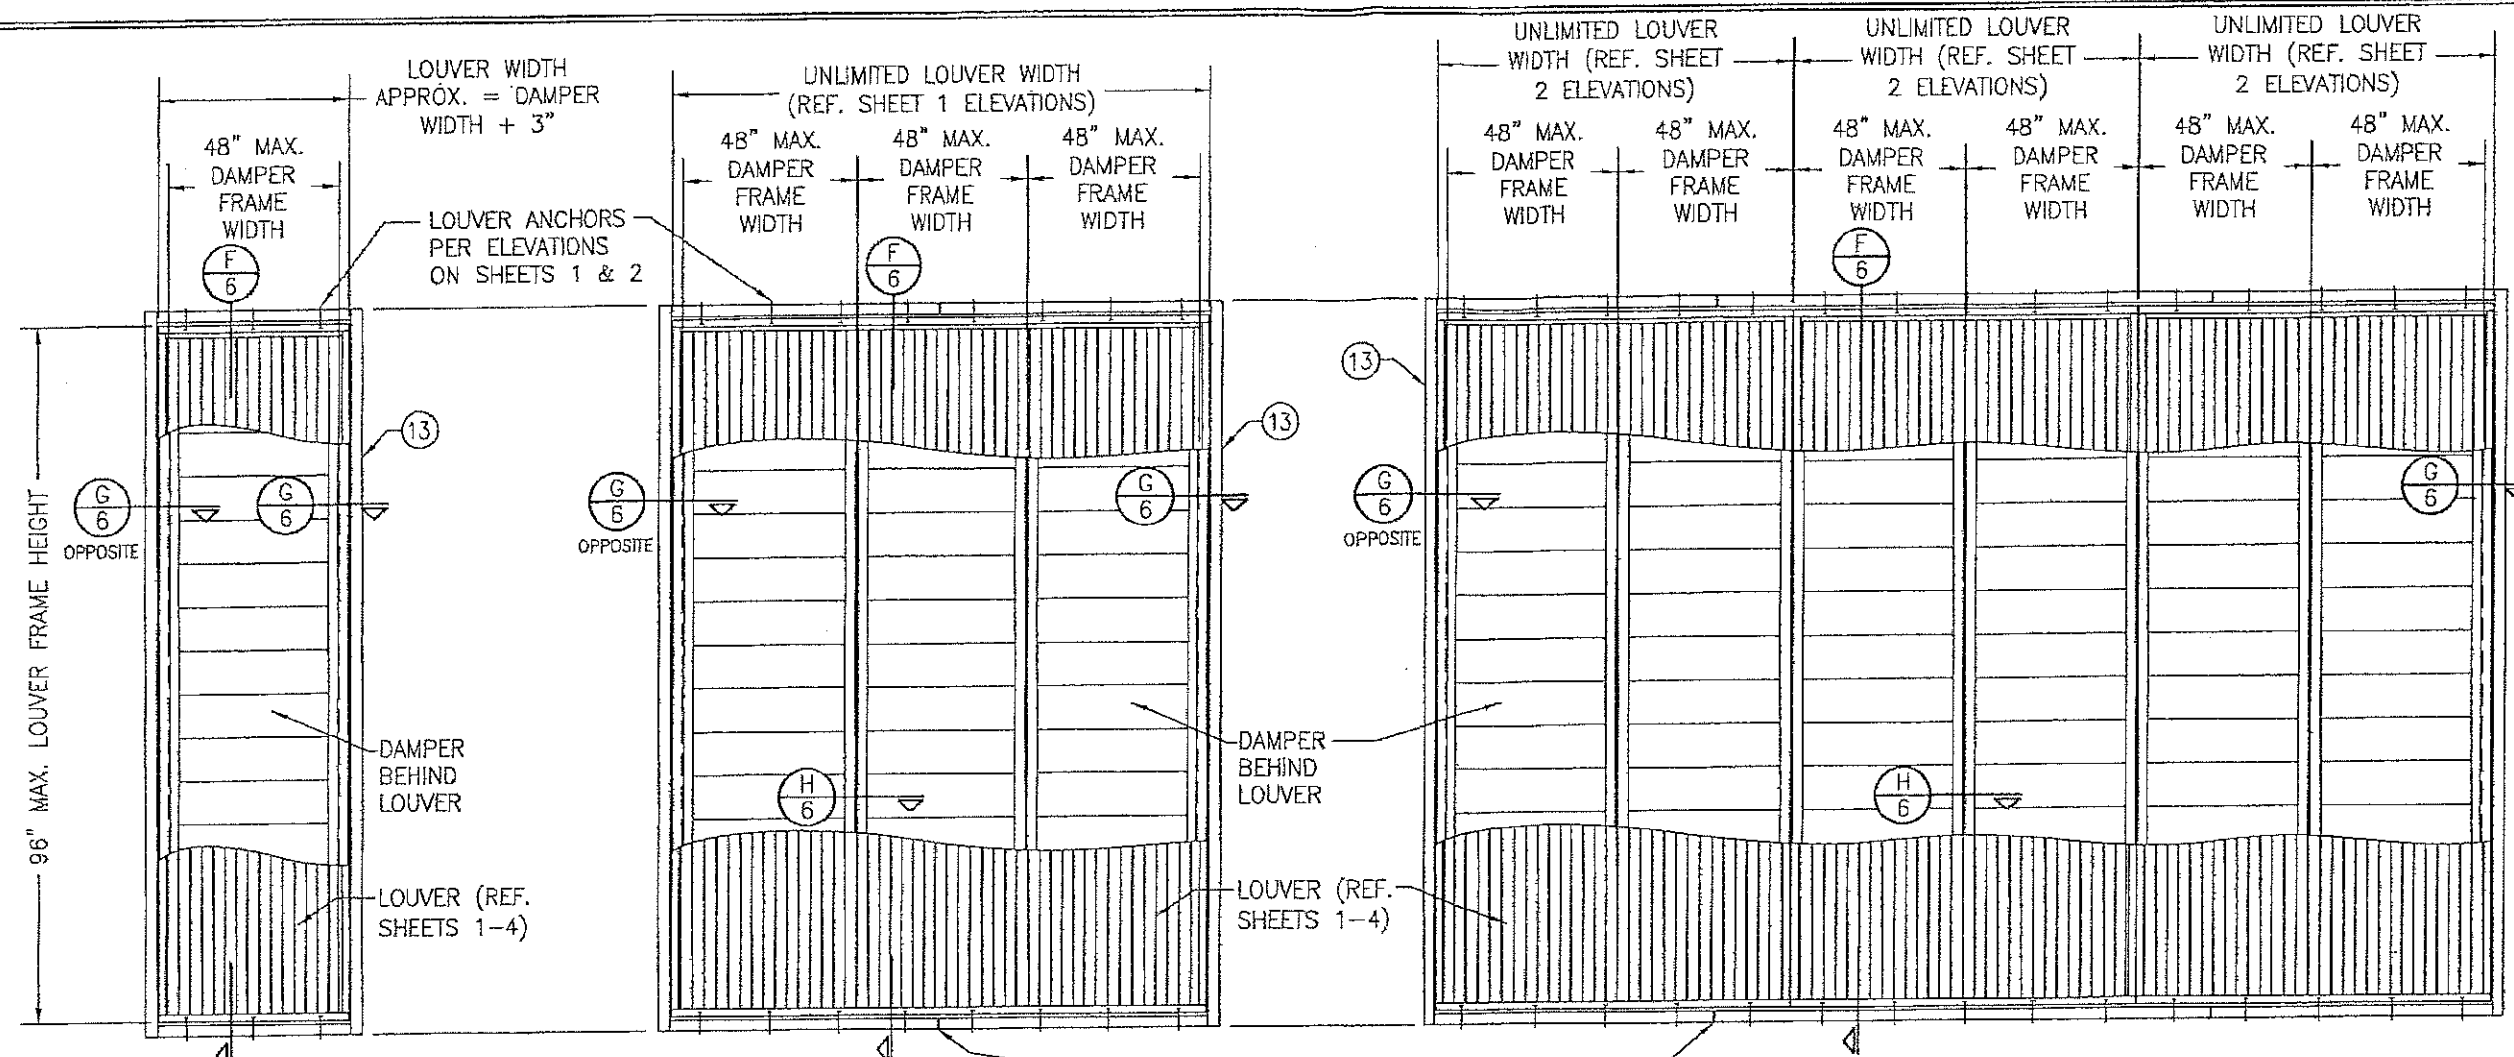 LOUVER WIDTH
APPROX. = DAMPER
WIDTH + 3"
48" MAX.
DAMPER
FRAME
WIDTH
F
6
LOUVER ANCHORS
PER ELEVATIONS
ON SHEETS 1 & 2
13
G
6
OPPOSITE
G
6
96" MAX. LOUVER FRAME HEIGHT
DAMPER
BEHIND
LOUVER
LOUVER (REF.
SHEETS 1-4)
UNLIMITED LOUVER WIDTH
(REF. SHEET 1 ELEVATIONS)
48" MAX.
DAMPER
FRAME
WIDTH
48" MAX.
DAMPER
FRAME
WIDTH
48" MAX.
DAMPER
FRAME
WIDTH
F
6
13
G
6
OPPOSITE
G
6
H
6
DAMPER
BEHIND
LOUVER
LOUVER (REF.
SHEETS 1-4)
UNLIMITED LOUVER
WIDTH (REF. SHEET
2 ELEVATIONS)
UNLIMITED LOUVER
WIDTH (REF. SHEET
2 ELEVATIONS)
UNLIMITED LOUVER
WIDTH (REF. SHEET
2 ELEVATIONS)
48" MAX.
DAMPER
FRAME
WIDTH
48" MAX.
DAMPER
FRAME
WIDTH
48" MAX.
DAMPER
FRAME
WIDTH
48" MAX.
DAMPER
FRAME
WIDTH
48" MAX.
DAMPER
FRAME
WIDTH
48" MAX.
DAMPER
FRAME
WIDTH
F
6
13
G
6
OPPOSITE
G
6
H
6